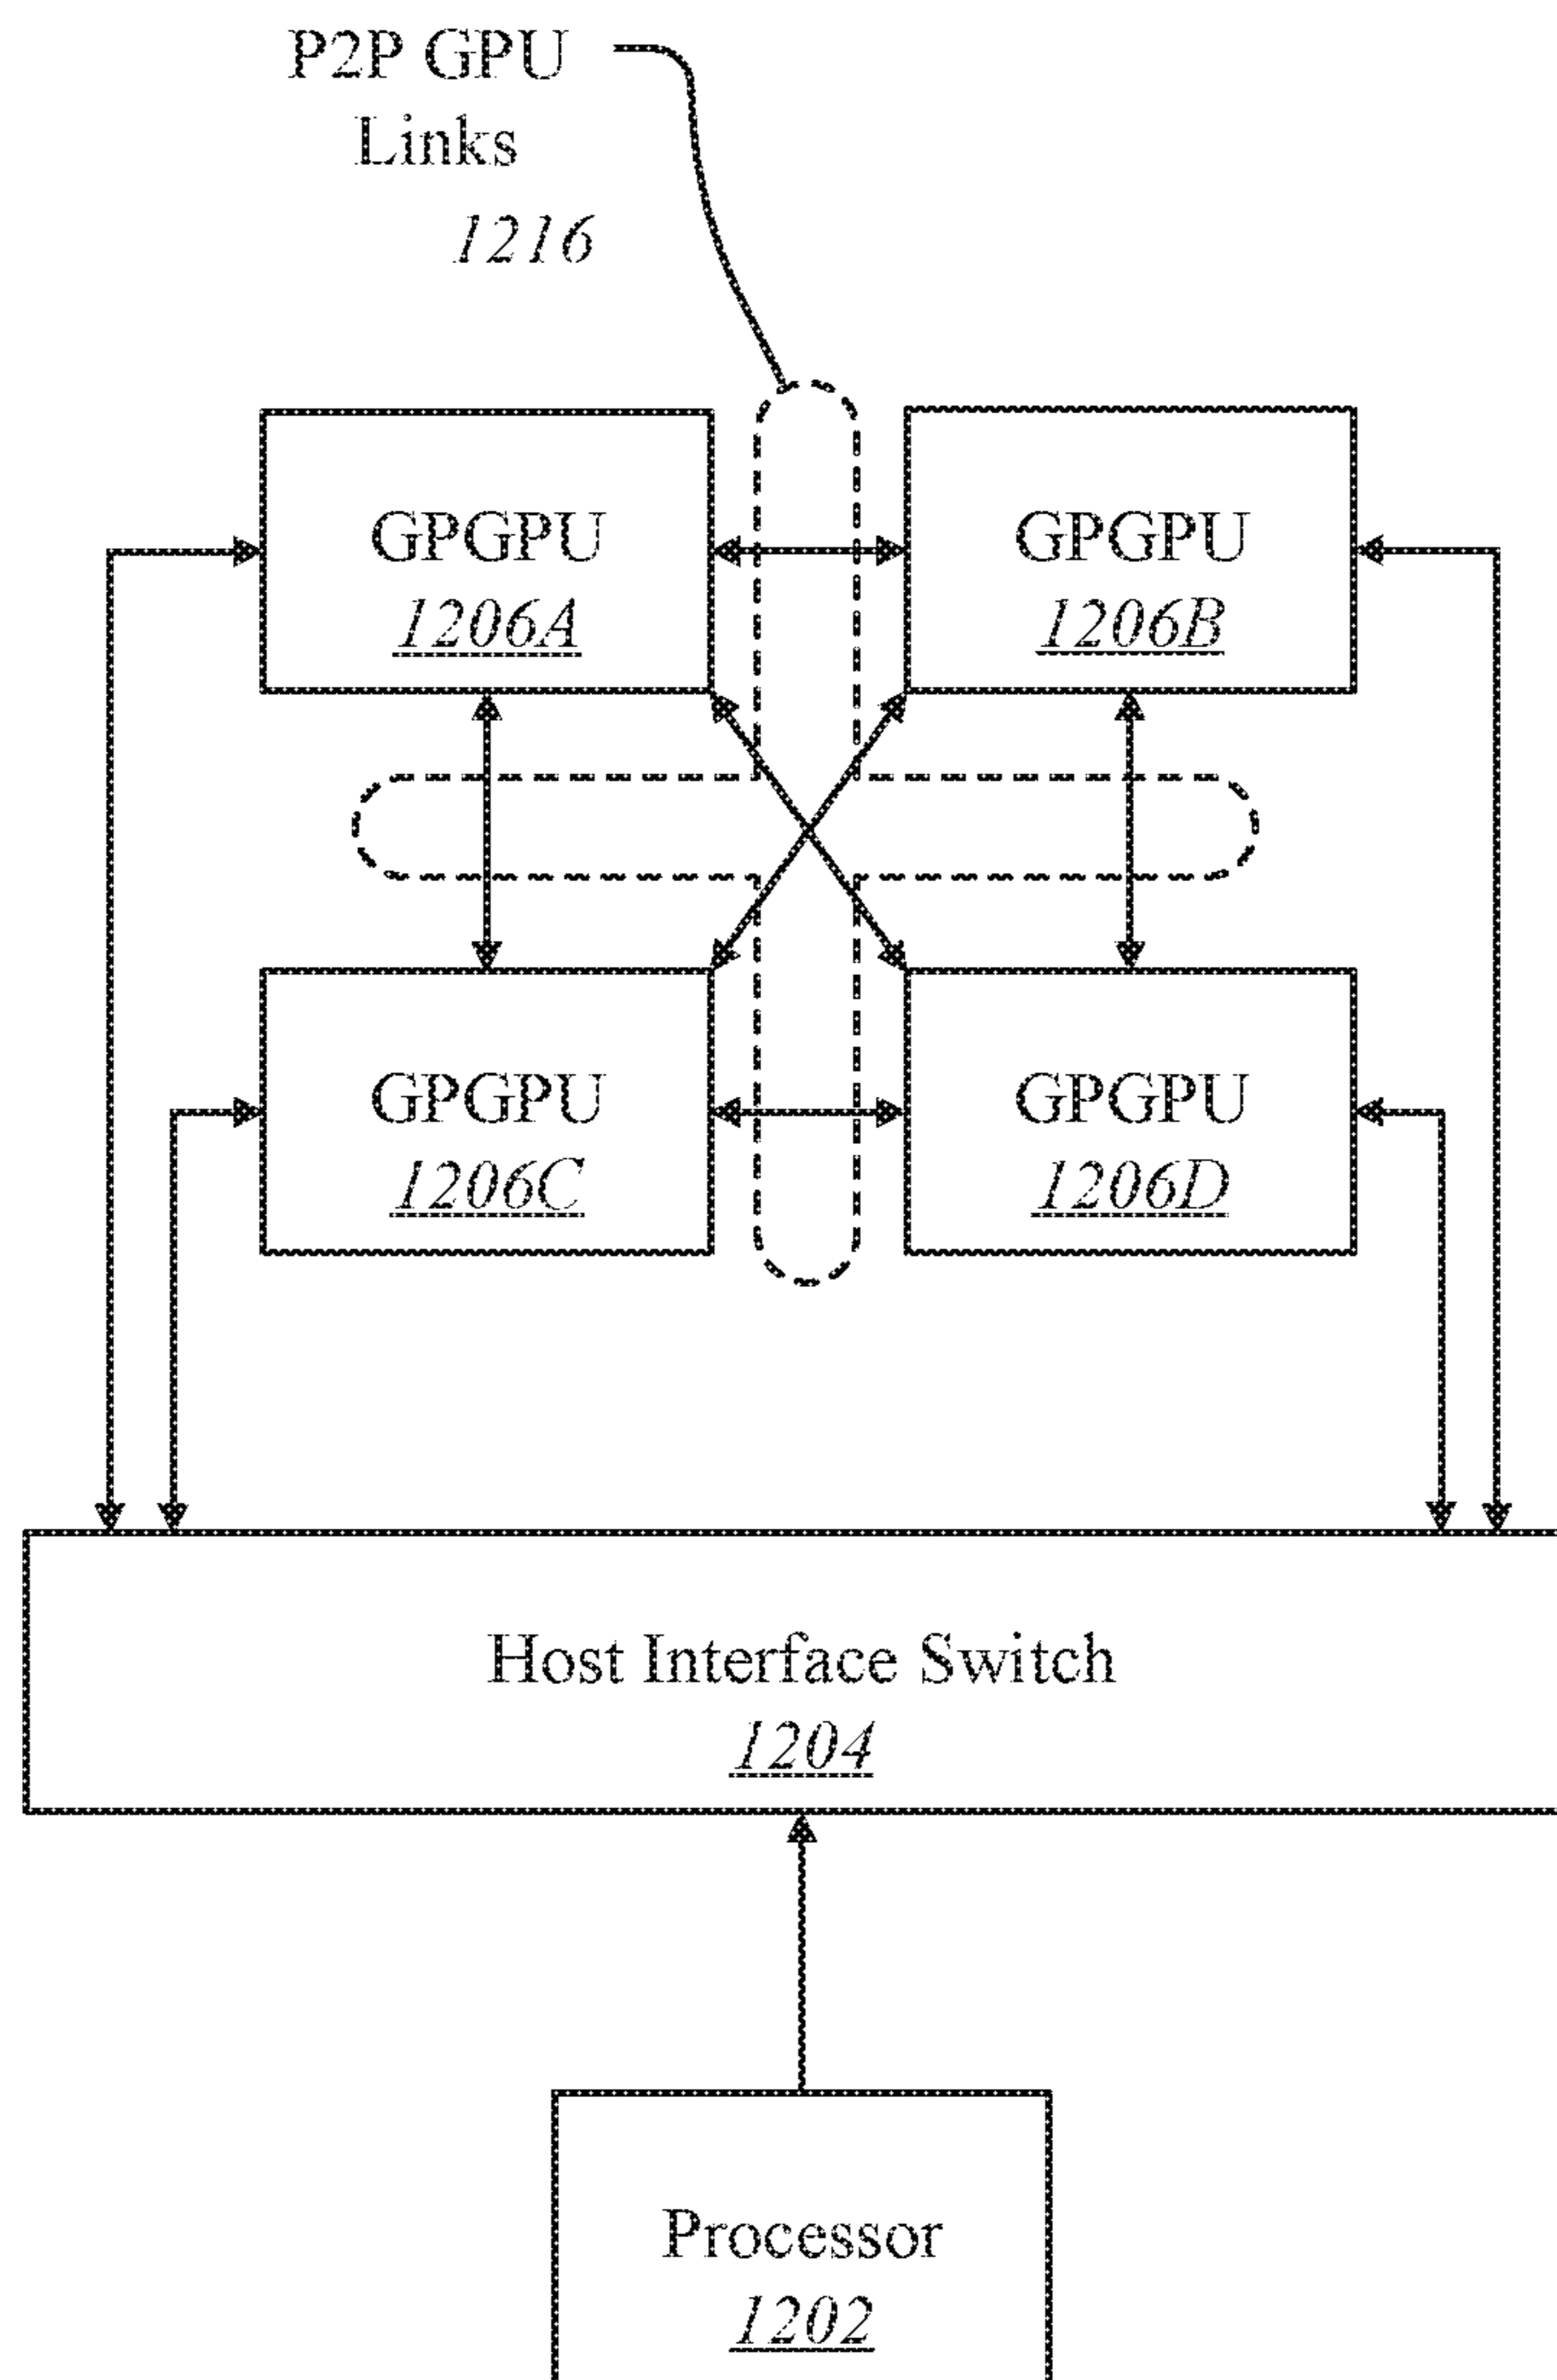 P2P GPU
Links
1216
GPGPU
1206A
GPGPU
1206B
GPGPU
1206C
GPGPU
1206D
Host Interface Switch
1204
Processor
1202